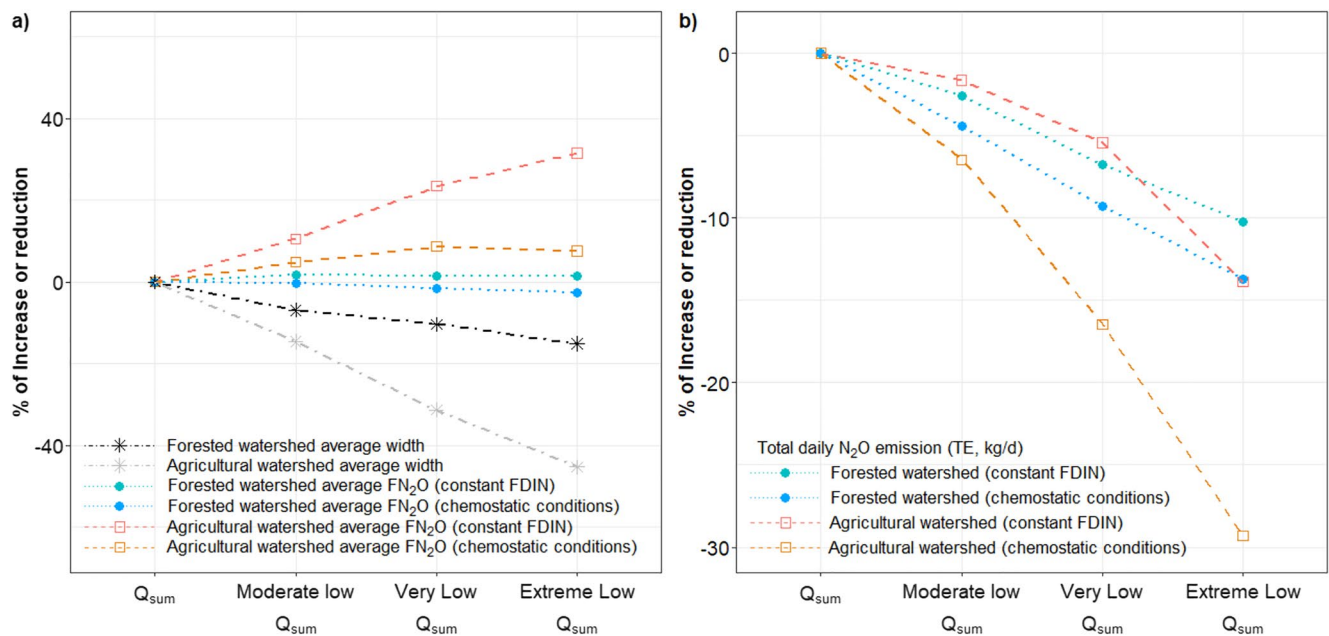 a)
% of Increase or reduction
40
0
-40
Forested watershed average width
Agricultural watershed average width
Forested watershed average FN₂O (constant FDIN)
Forested watershed average FN₂O (chemostatic conditions)
Agricultural watershed average FN₂O (constant FDIN)
Agricultural watershed average FN₂O (chemostatic conditions)
Qsum
Moderate low
Qsum
Very Low
Qsum
Extreme Low
Qsum
b)
% of Increase or reduction
0
-10
-20
-30
Total daily N₂O emission (TE, kg/d)
Forested watershed (constant FDIN)
Forested watershed (chemostatic conditions)
Agricultural watershed (constant FDIN)
Agricultural watershed (chemostatic conditions)
Qsum
Moderate low
Qsum
Very Low
Qsum
Extreme Low
Qsum